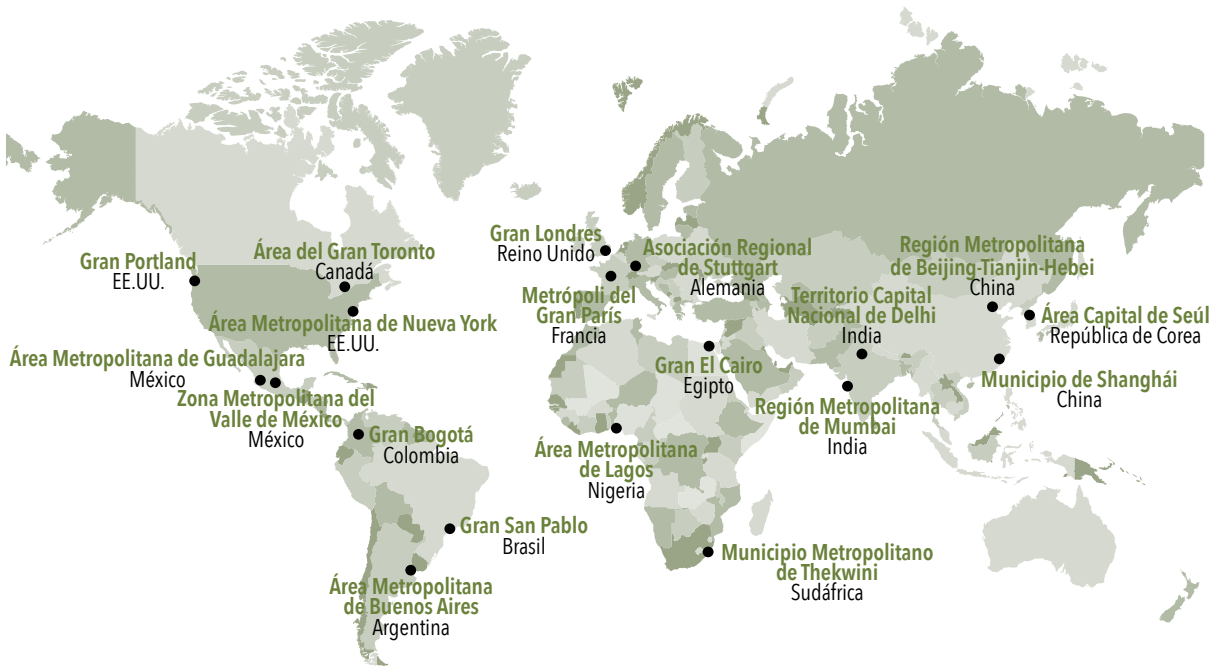 Gran Portland
EE.UU.
Área del Gran Toronto
Canadá
Área Metropolitana de Nueva York
EE.UU.
Área Metropolitana de Guadalajara
México
Zona Metropolitana del
Valle de México
México
Gran Bogotá
Colombia
Gran San Pablo
Brasil
Área Metropolitana
de Buenos Aires
Argentina
Gran Londres
Reino Unido
Asociación Regional
de Stuttgart
Alemania
Metrópoli del
Gran París
Francia
Gran El Cairo
Egipto
Área Metropolitana
de Lagos
Nigeria
Municipio Metropolitano
de Thekwini
Sudáfrica
Territorio Capital
Nacional de Delhi
India
Región Metropolitana
de Mumbai
India
Región Metropolitana
de Beijing-Tianjin-Hebei
China
Área Capital de Seúl
República de Corea
Municipio de Shanghái
China